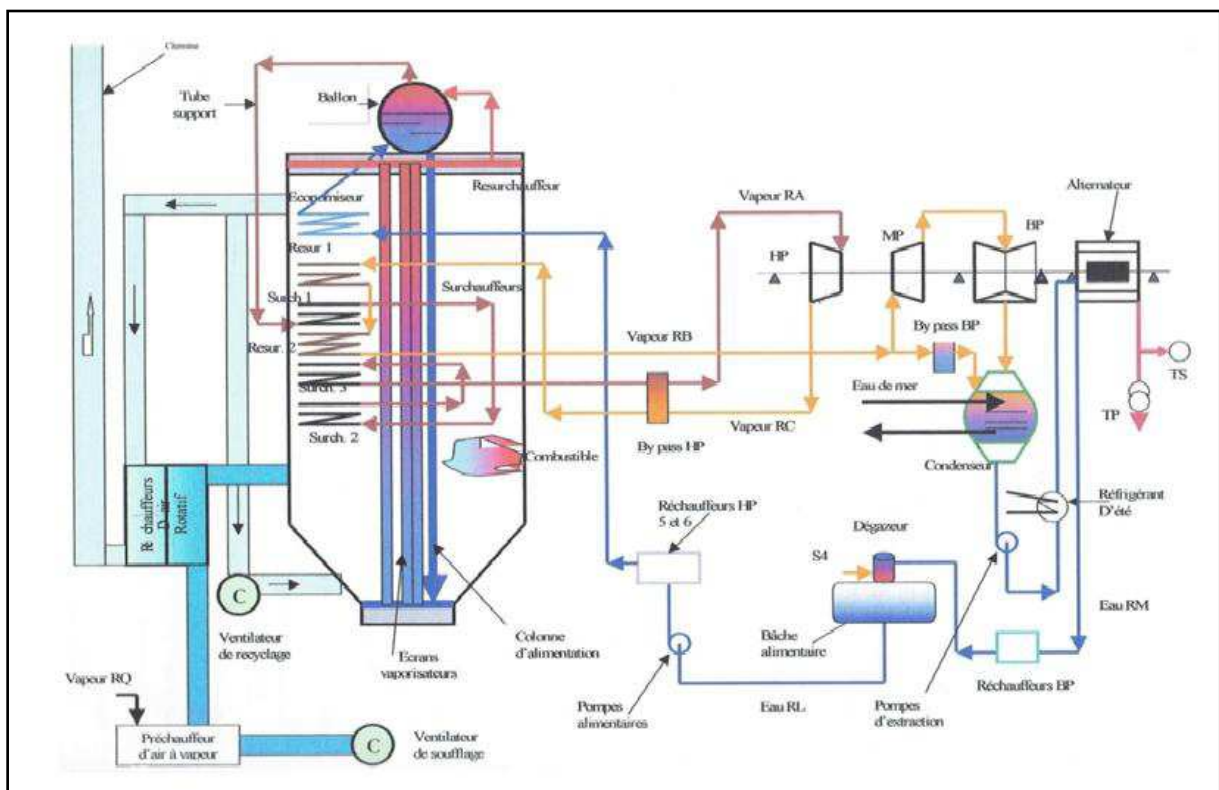 Cheminé
Tube
support
Ballon
Resurchauffeur
Economiseur
Resur 1
Surch 1
Surchauffeurs
Resur. 2
Surch. 3
Surch. 2
Combustible
Vapeur RA
Vapeur RB
Vapeur RC
By pass HP
HP
MP
BP
Alternateur
By pass BP
Eau de mer
Condenseur
TS
TP
Réfrigérant
D'été
Réchauffeurs HP
5 et 6
Dégazeur
S4
Bâche
alimentaire
Eau RM
Réchauffeurs BP
Pompes
d'extraction
Eau RL
Pompes
alimentaires
Colonne
d'alimentation
Ecrans
vaporisateurs
Réchauffeurs
D'air
Rotatif
C
Ventilateur
de recyclage
Vapeur RQ
Préchauffeur
d'air à vapeur
C
Ventilateur
de soufflage